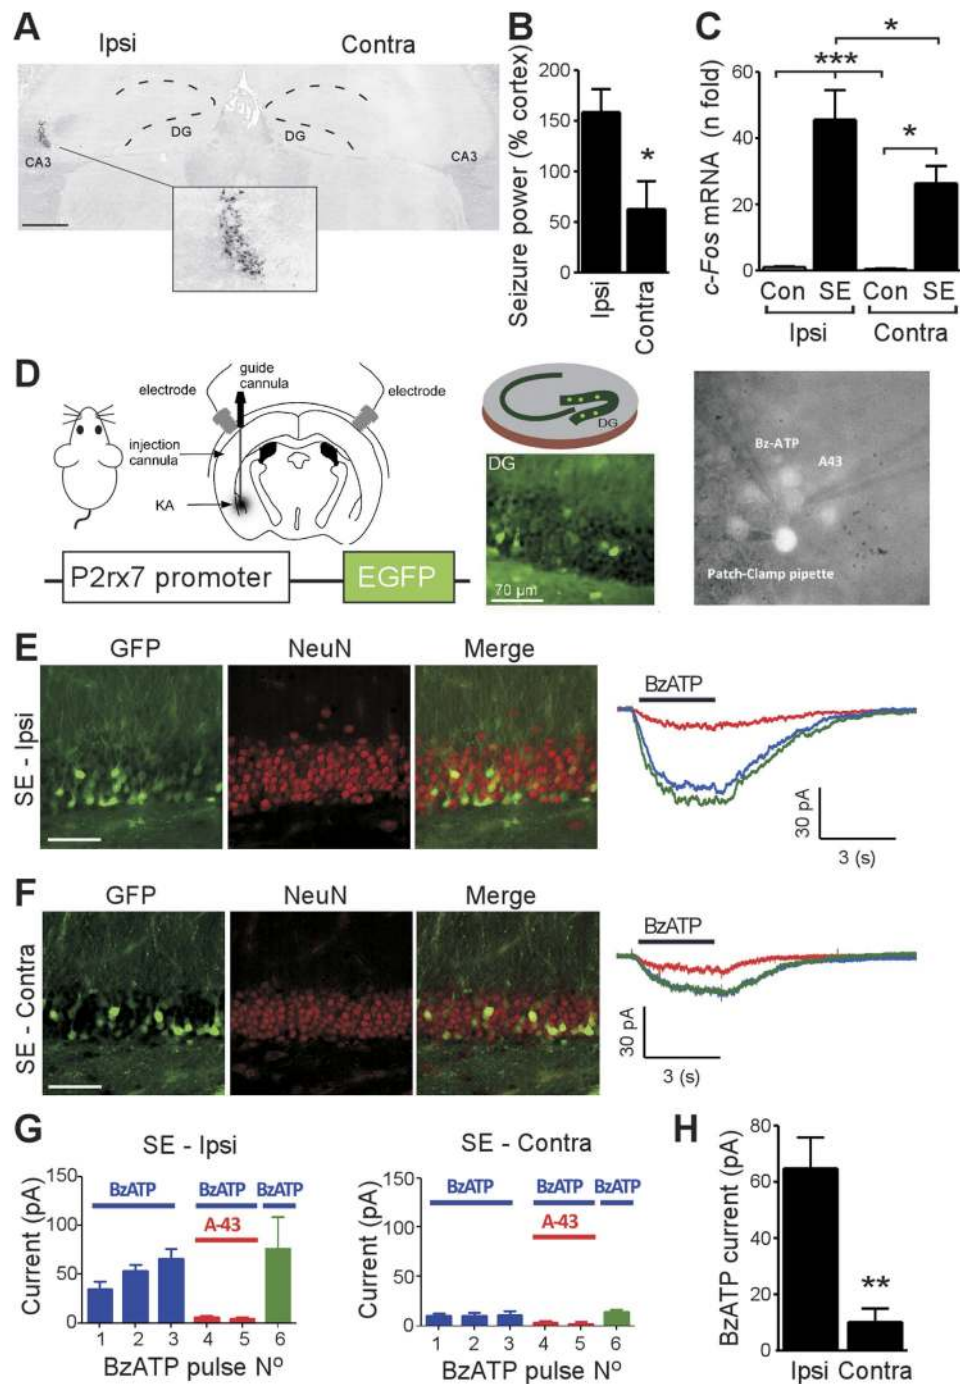 A
Ipsi
Contra
DG
DG
CA3
CA3
B
Seizure power (% cortex)
200
150
100
50
0
*
Ipsi
Contra
C
c-Fos mRNA (n fold)
60
40
20
0
*
***
*
Con SE Con SE
Ipsi
Contra
D
electrode
guide
cannula
electrode
injection
cannula
KA
P2rx7 promoter
EGFP
DG
DG
70 µm
Bz-ATP
A43
Patch-Clamp pipette
E
GFP
NeuN
Merge
SE - Ipsi
BzATP
30 pA
3 (s)
F
GFP
NeuN
Merge
SE - Contra
BzATP
30 pA
3 (s)
G
SE - Ipsi
Current (pA)
150
100
50
BzATP
BzATP
BzATP
A-43
1 2 3 4 5 6
BzATP pulse Nº
SE - Contra
Current (pA)
150
100
50
0
BzATP
BzATP
BzATP
A-43
1 2 3 4 5 6
BzATP pulse Nº
H
BzATP current (pA)
80
60
40
20
0
**
Ipsi Contra